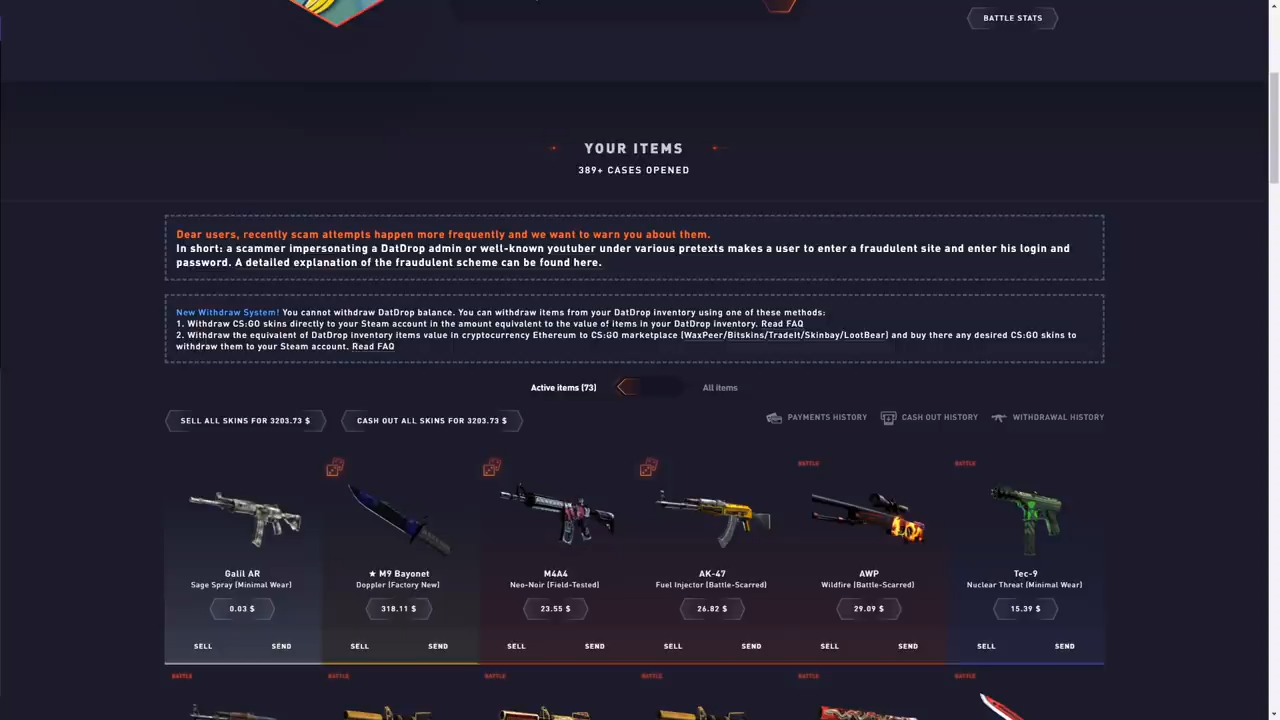 BATTLE STATS
YOUR ITEMS
389+ CASES OPENED
Dear users, recently scam attempts happen more frequently and we want to warn you about them.
In short: a scammer impersonating a DatDrop admin or well-known youtuber under various pretexts makes a user to enter a fraudulent site and enter his login and
password. A detailed explanation of the fraudulent scheme can be found here.
New Withdraw System! You cannot withdraw DatDrop balance. You can withdraw items from your DatDrop inventory using one of these methods:
1. Withdraw CS:GO skins directly to your Steam account in the amount equivalent to the value of items in your DatDrop inventory. Read FAQ
2. Withdraw the equivalent of DatDrop inventory items value in cryptocurrency Ethereum to CS:GO marketplace (WaxPeer/Bitskins/TradeIt/Skinbay/LootBear) and buy there any desired CS:GO skins to
withdraw them to your Steam account. Read FAQ
Active items (73) All items
SELL ALL SKINS FOR 3203.73 $ CASH OUT ALL SKINS FOR 3203.73 $ PAYMENTS HISTORY CASH OUT HISTORY WITHDRAWAL HISTORY
BATTLE BATTLE
Galil AR ★ M9 Bayonet M4A4 AK-47 AWP Tec-9
Sage Spray (Minimal Wear) Doppler (Factory New) Neo-Noir (Field-Tested) Fuel Injector (Battle-Scarred) Wildfire (Battle-Scarred) Nuclear Threat (Minimal Wear)
0.03 $ 318.11 $ 23.55 $ 26.82 $ 29.09 $ 15.39 $
SELL SEND SELL SEND SELL SEND SELL SEND SELL SEND SELL SEND
BATTLE BATTLE BATTLE BATTLE BATTLE BATTLE